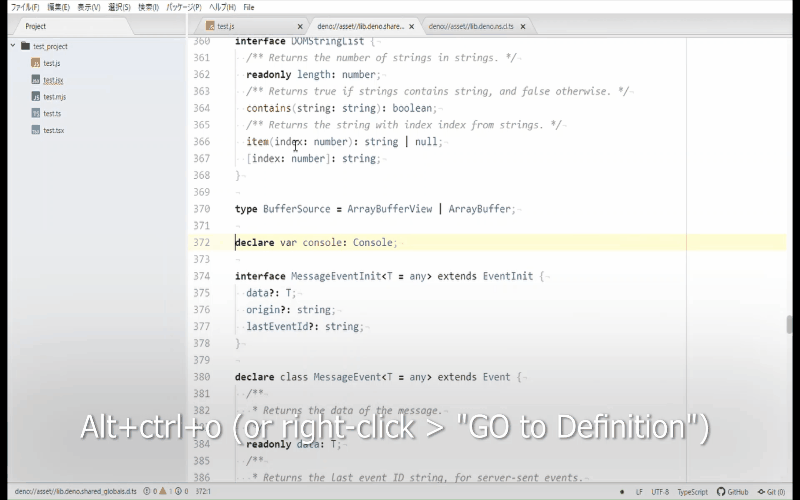 ファイル(F) 編集(E) 表示(V) 選択(S) 検索(I) パッケージ(P) ヘルプ(H) File
Project
test_project
test.js
test.jsx
test.mjs
test.ts
test.tsx
test.js × deno://asset//lib.deno.share... × deno://asset//lib.deno.ns.d.ts ×
360 interface DOMStringList {
361 /** Returns the number of strings in strings. */
362 readonly length: number;
363 /** Returns true if strings contains string, and false otherwise. */
364 contains(string: string): boolean;
365 /** Returns the string with index index from strings. */
366 item(index: number): string | null;
367 [index: number]: string;
368 }
369
370 type BufferSource = ArrayBufferView | ArrayBuffer;
371
372 declare var console: Console;
373
374 interface MessageEventInit<T = any> extends EventInit {
375 data?: T;
376 origin?: string;
377 lastEventId?: string;
378 }
379
380 declare class MessageEvent<T = any> extends Event {
381 /**
* Returns the data of the message.
Alt+ctrl+o (or right-click > "GO to Definition")
384 readonly data: T;
385 /**
386 * Returns the last event ID string, for server-sent events.
deno://asset//lib.deno.shared_globals.d.ts 0 1 0 372:1 LF UTF-8 TypeScript GitHub Git (0)